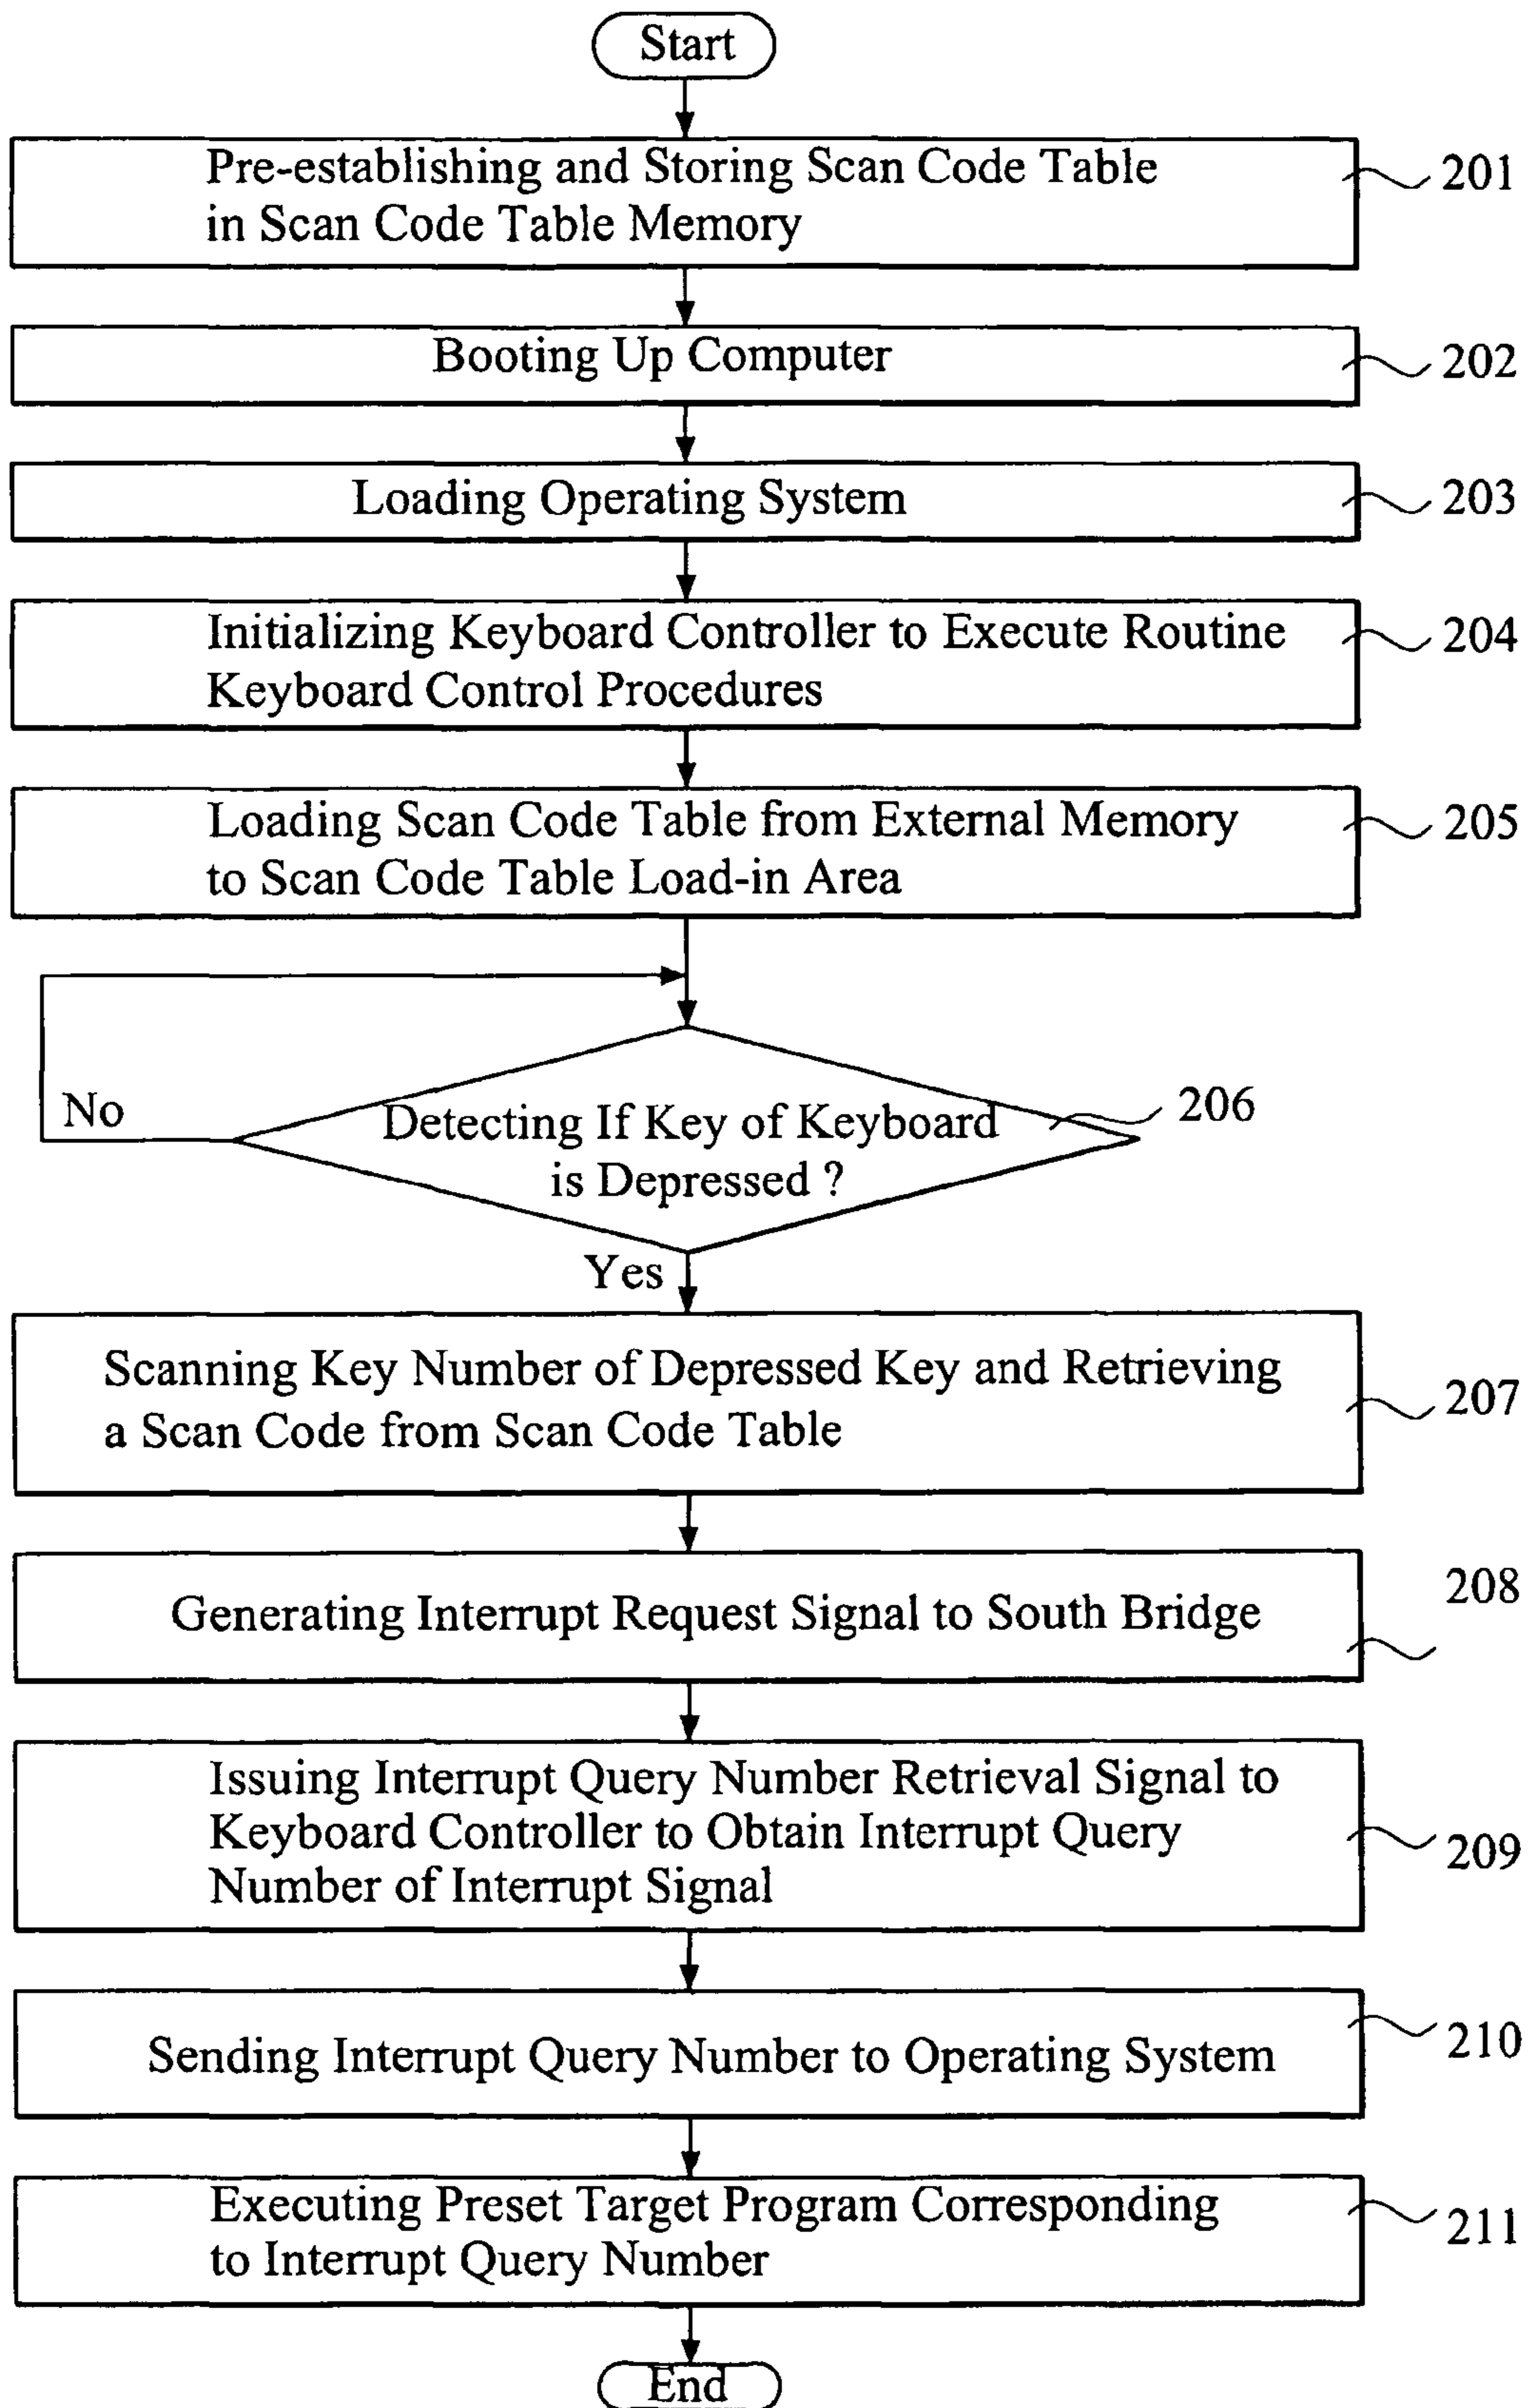 Start
Pre-establishing and Storing Scan Code Table
in Scan Code Table Memory
201
Booting Up Computer
202
Loading Operating System
203
Initializing Keyboard Controller to Execute Routine
Keyboard Control Procedures
204
Loading Scan Code Table from External Memory
to Scan Code Table Load-in Area
205
No
Detecting If Key of Keyboard
is Depressed ?
206
Yes
Scanning Key Number of Depressed Key and Retrieving
a Scan Code from Scan Code Table
207
Generating Interrupt Request Signal to South Bridge
208
Issuing Interrupt Query Number Retrieval Signal to
Keyboard Controller to Obtain Interrupt Query
Number of Interrupt Signal
209
Sending Interrupt Query Number to Operating System
210
Executing Preset Target Program Corresponding
to Interrupt Query Number
211
End